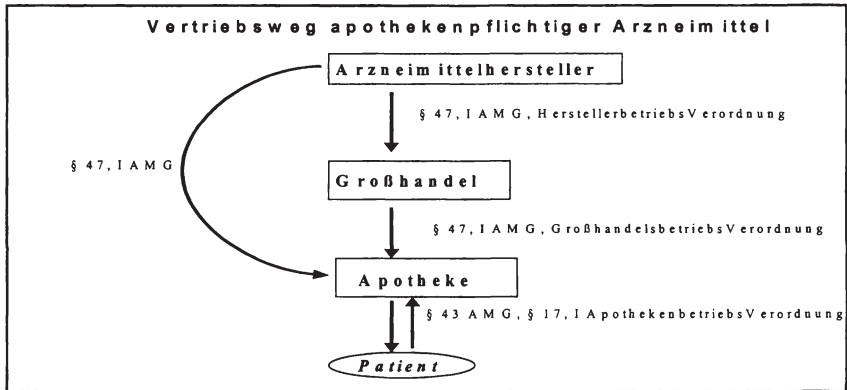 Vertriebsweg apothekenpflichtiger Arzneimittel
Arzneimittelhersteller
§ 47, I AMG, HerstellerbetriebsVerordnung
§ 47, I AMG
Großhandel
§ 47, I AMG, GroßhandelsbetriebsVerordnung
Apotheke
§ 43 AMG, § 17, I ApothekenbetriebsVerordnung
Patient